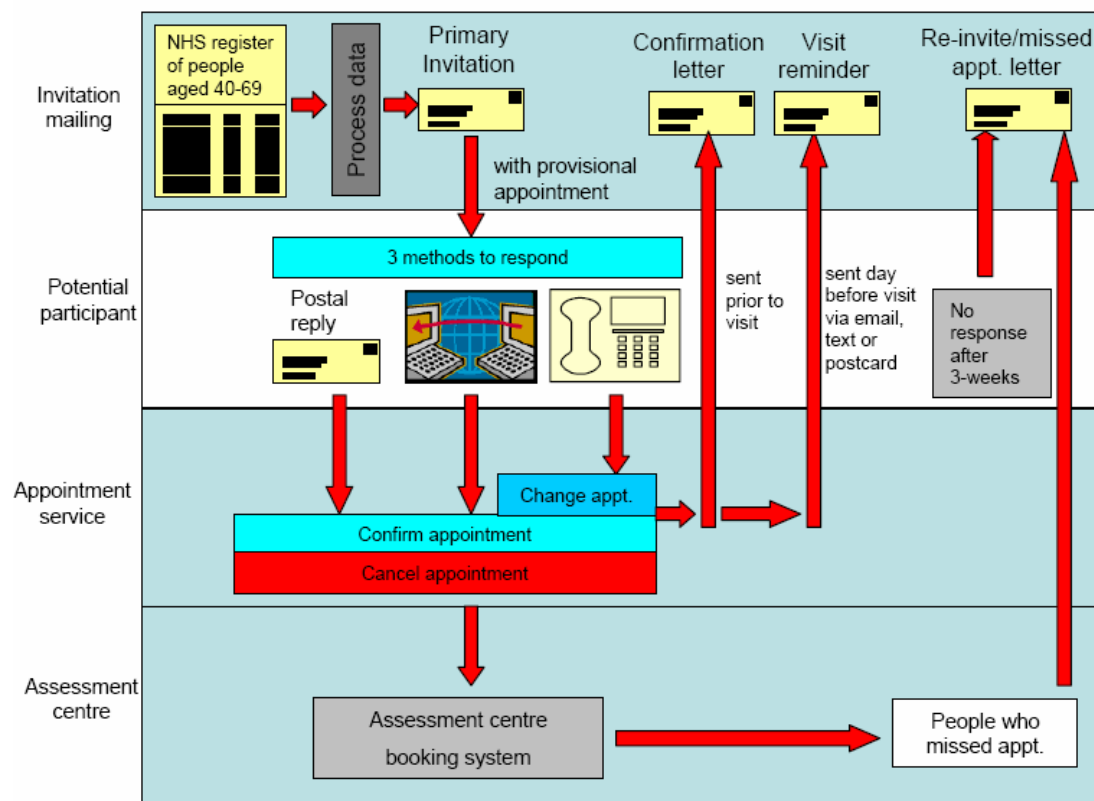 NHS register
of people
aged 40-69
Process data
Primary
Invitation
Confirmation
letter
Visit
reminder
Re-invite/missed
appt. letter
Invitation
mailing
with provisional
appointment
Potential
participant
3 methods to respond
Postal
reply
sent
prior to
visit
sent day
before visit
via email,
text or
postcard
No
response
after
3-weeks
Appointment
service
Change appt.
Confirm appointment
Cancel appointment
Assessment
centre
Assessment centre
booking system
People who
missed appt.